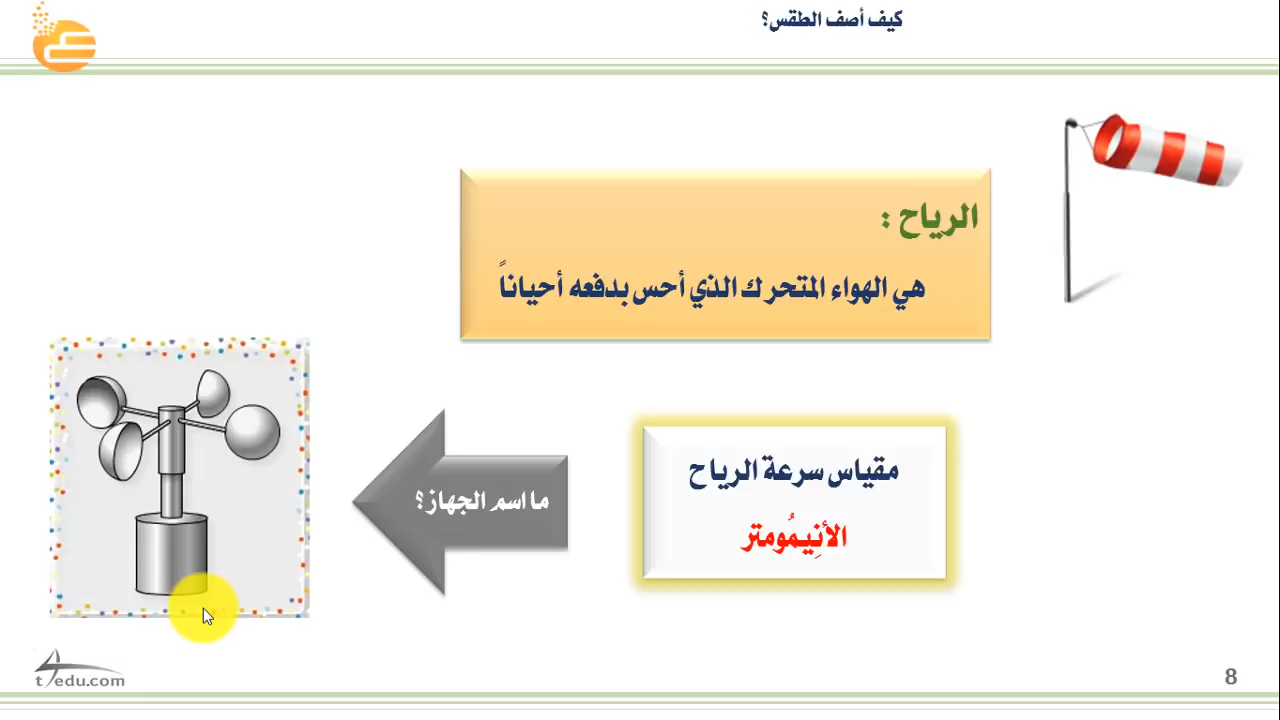 كيف أصف الطقس؟
الرياح :
هي الهواء المتحرك الذي أحس بدفعه أحياناً
مقياس سرعة الرياح
الأنِيمُومتر
ما اسم الجهاز؟
t4edu.com
8